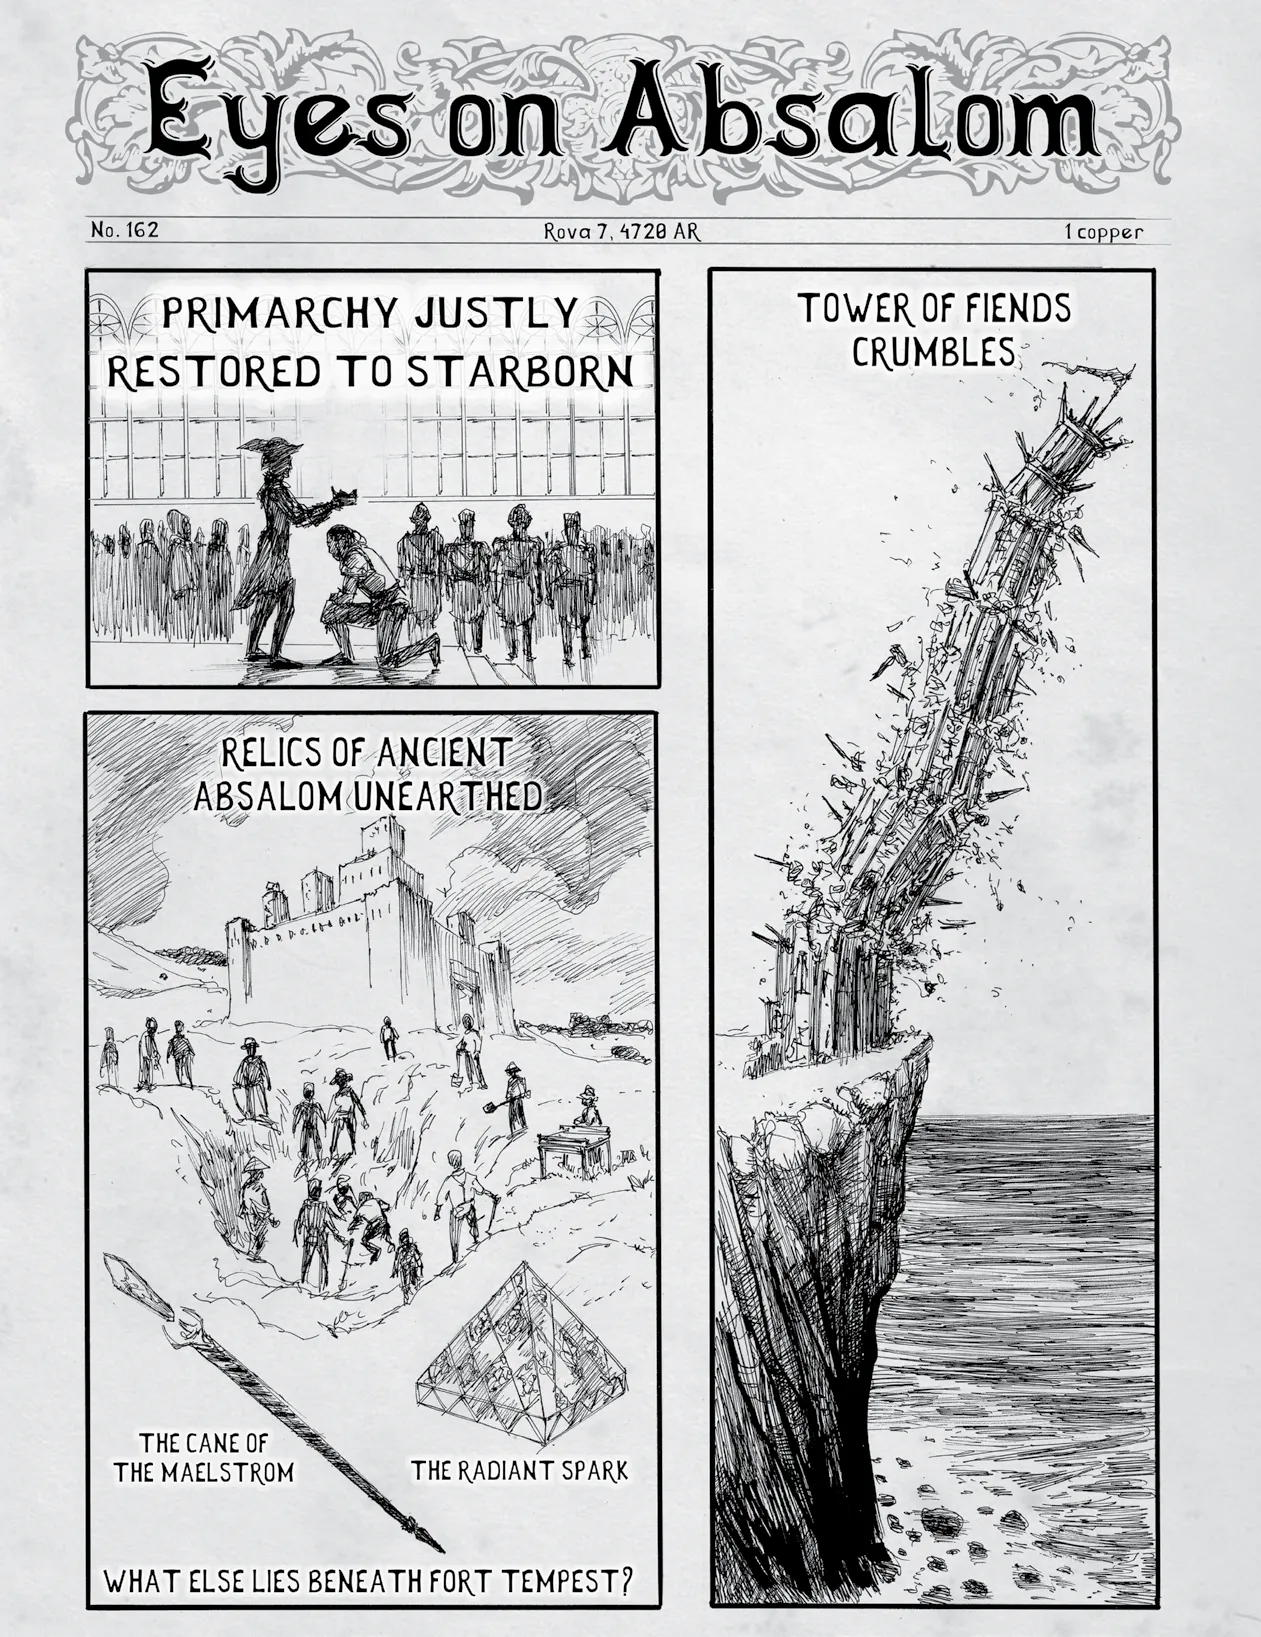 Eyes on Absalom
No. 162
Rova 7, 4720 AR
1 copper
PRIMARCHY JUSTLY
RESTORED TO STARBORN
TOWER OF FIENDS
CRUMBLES
RELICS OF ANCIENT
ABSALOM UNEARTHED
THE CANE OF
THE MAELSTROM
THE RADIANT SPARK
WHAT ELSE LIES BENEATH FORT TEMPEST?